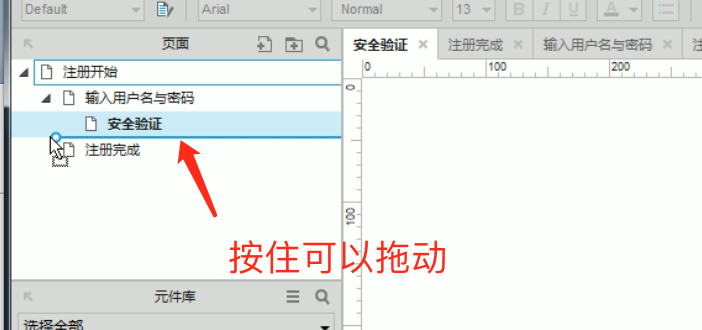 Default Arial Normal 13 B I U A
页面
安全验证 注册完成 输入用户名与密码
0 100 200
注册开始
输入用户名与密码
安全验证
注册完成
0
100
按住可以拖动
元件库
选择全部